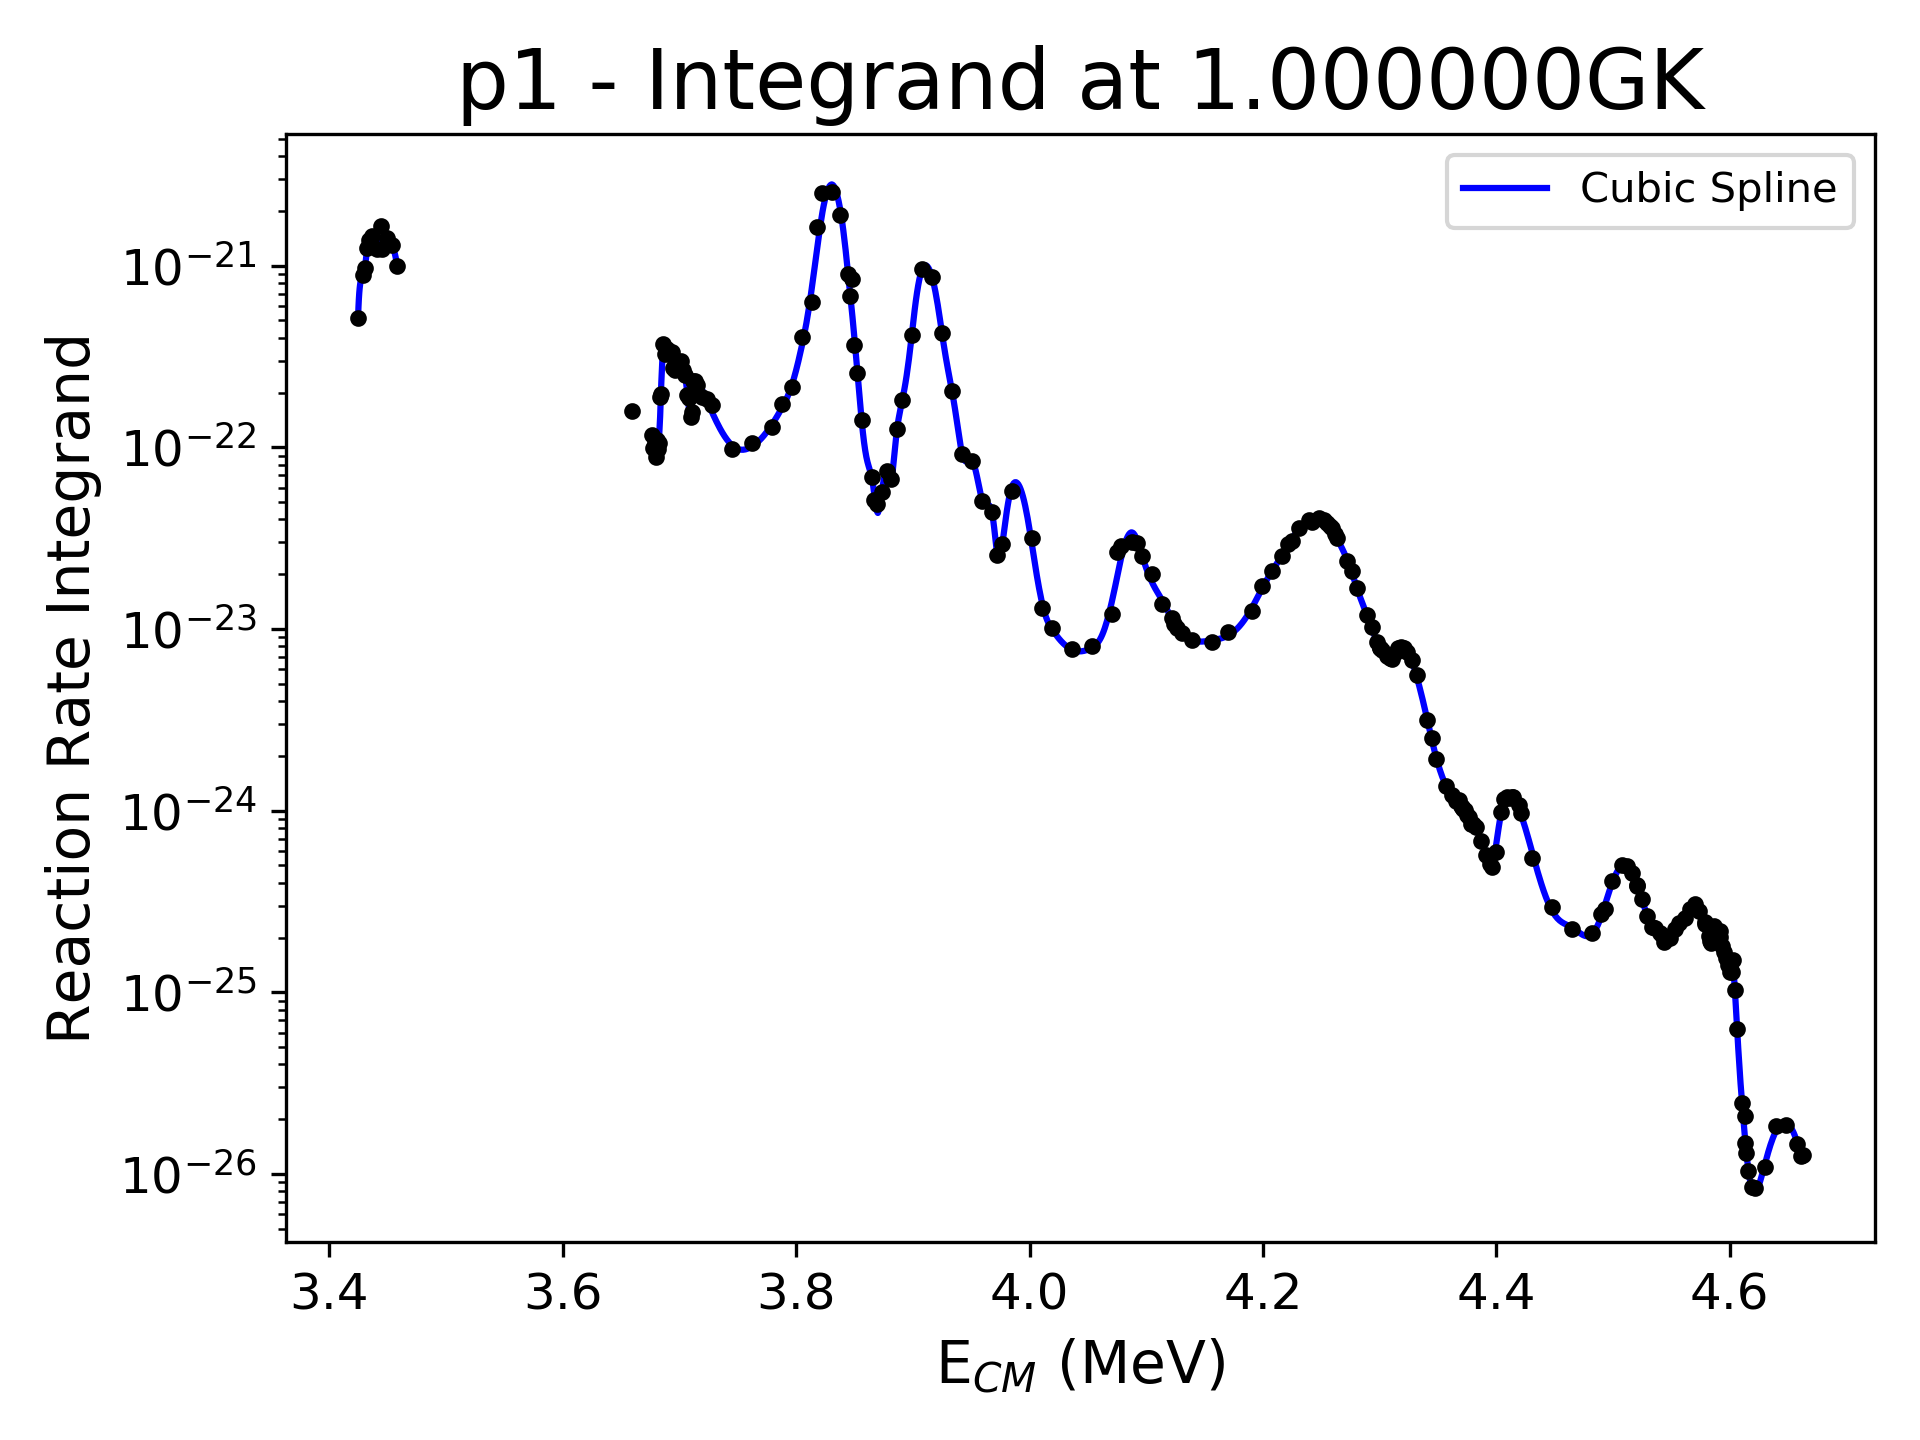 p1 - Integrand at 1.000000GK
Cubic Spline
Reaction Rate Integrand
10⁻²¹
10⁻²²
10⁻²³
10⁻²⁴
10⁻²⁵
10⁻²⁶
3.4 3.6 3.8 4.0 4.2 4.4 4.6
E_CM (MeV)